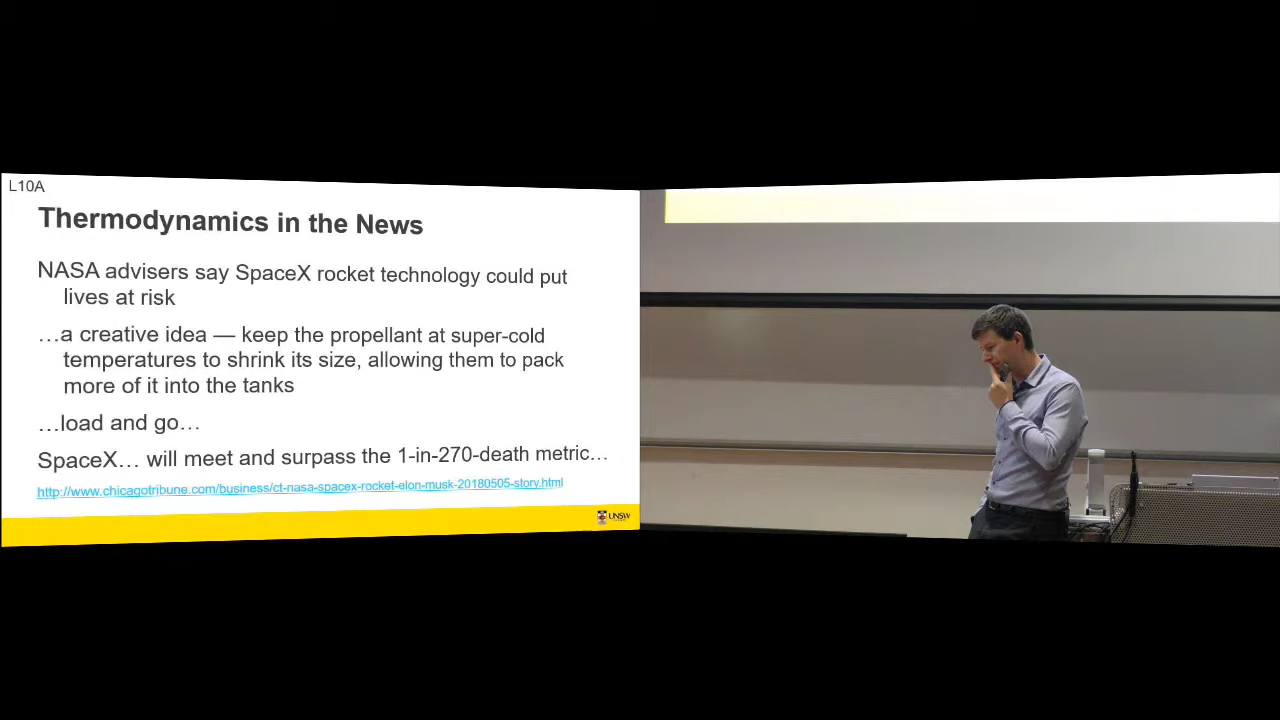 L10A
Thermodynamics in the News
NASA advisers say SpaceX rocket technology could put
lives at risk
…a creative idea — keep the propellant at super-cold
temperatures to shrink its size, allowing them to pack
more of it into the tanks
…load and go…
SpaceX… will meet and surpass the 1-in-270-death metric…
http://www.chicagotribune.com/business/ct-nasa-spacex-rocket-elon-musk-20180505-story.html
UNSW